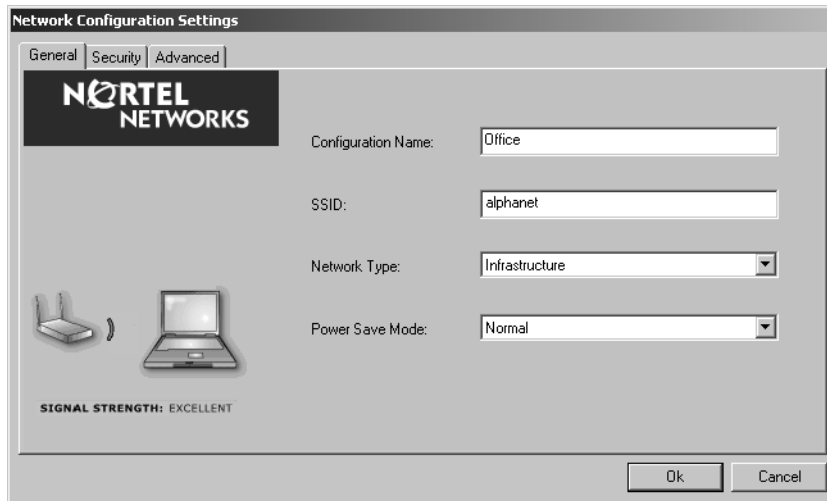 Network Configuration Settings
General Security Advanced
NORTEL
NETWORKS
Configuration Name: Office
SSID: alphanet
Network Type: Infrastructure
Power Save Mode: Normal
SIGNAL STRENGTH: EXCELLENT
Ok Cancel